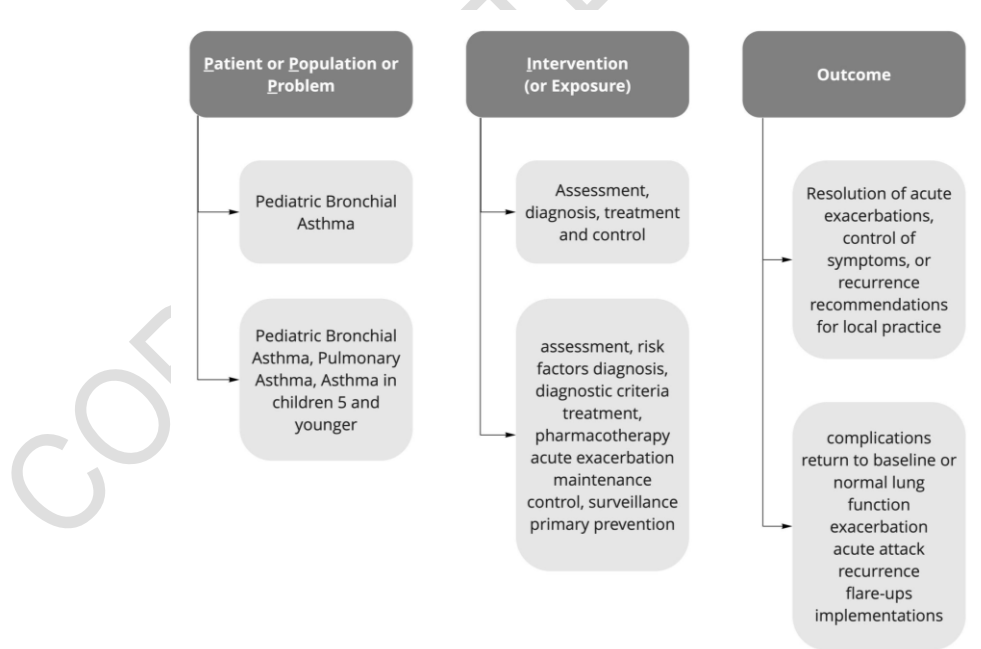 Patient or Population or
Problem
Pediatric Bronchial
Asthma
Pediatric Bronchial
Asthma, Pulmonary
Asthma, Asthma in
children 5 and
younger
Intervention
(or Exposure)
Assessment,
diagnosis, treatment
and control
assessment, risk
factors diagnosis,
diagnostic criteria
treatment,
pharmacotherapy
acute exacerbation
maintenance
control, surveillance
primary prevention
Outcome
Resolution of acute
exacerbations,
control of
symptoms, or
recurrence
recommendations
for local practice
complications
return to baseline or
normal lung
function
exacerbation
acute attack
recurrence
flare-ups
implementations